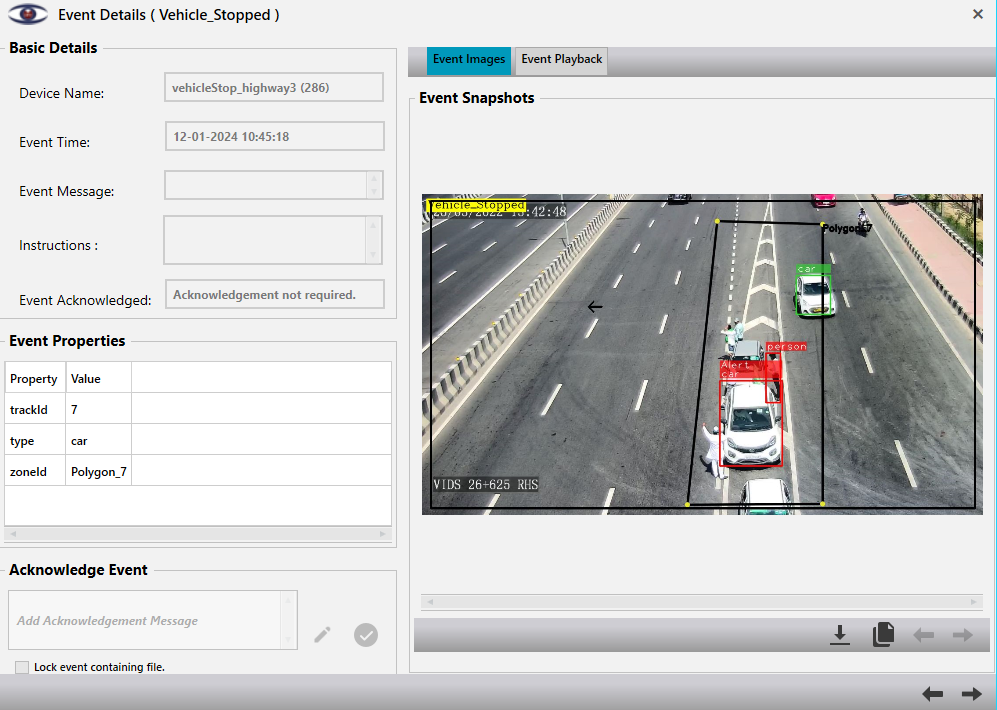 Event Details ( Vehicle_Stopped )
Basic Details
Device Name:
vehicleStop_highway3 (286)
Event Time:
12-01-2024 10:45:18
Event Message:
Instructions :
Event Acknowledged:
Acknowledgement not required.
Event Properties
Property Value
trackId 7
type car
zoneId Polygon_7
Acknowledge Event
Add Acknowledgement Message
Lock event containing file.
Event Images
Event Playback
Event Snapshots
Vehicle_Stopped
2022 13:42:48
Polygon_7
car
person
Alert
car
VIDS 26+625 RHS